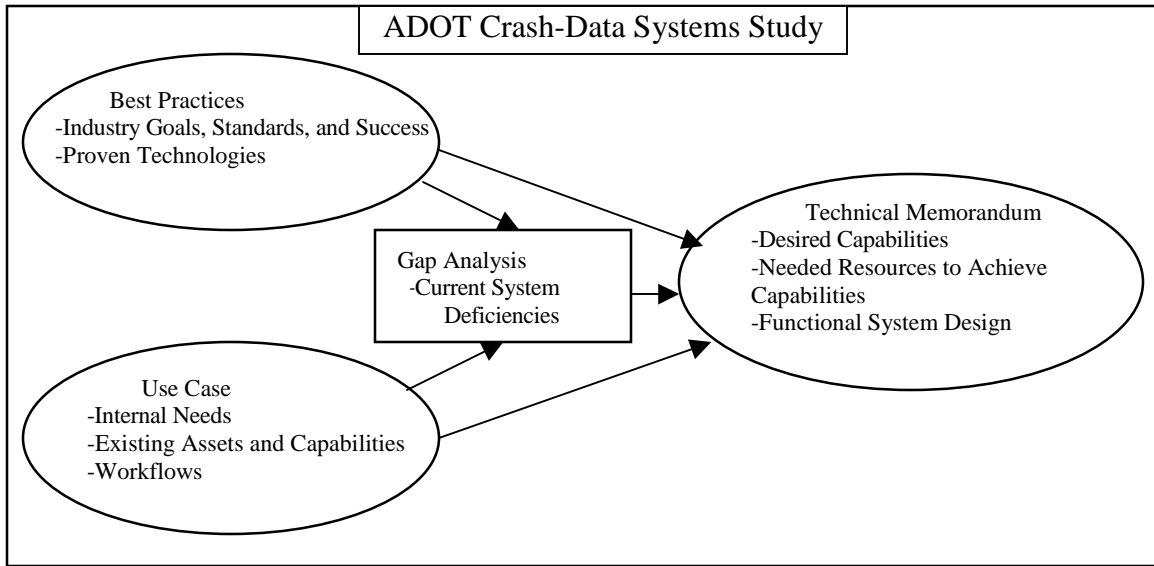 ADOT Crash-Data Systems Study
Best Practices
-Industry Goals, Standards, and Success
-Proven Technologies
Gap Analysis
-Current System
Deficiencies
Use Case
-Internal Needs
-Existing Assets and Capabilities
-Workflows
Technical Memorandum
-Desired Capabilities
-Needed Resources to Achieve
Capabilities
-Functional System Design